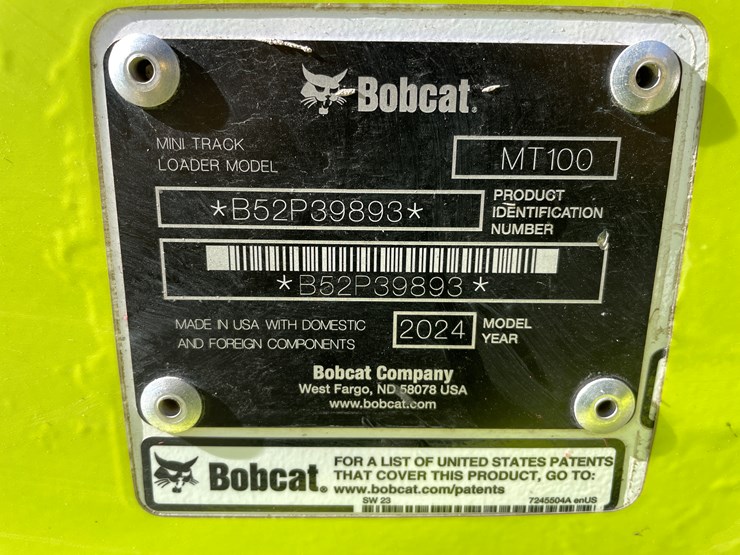 Bobcat.
MINI TRACK
LOADER MODEL
MT100
*B52P39893*
PRODUCT
IDENTIFICATION
NUMBER
*B52P39893*
MADE IN USA WITH DOMESTIC
AND FOREIGN COMPONENTS
2024
MODEL
YEAR
Bobcat Company
West Fargo, ND 58078 USA
www.bobcat.com
Bobcat.
FOR A LIST OF UNITED STATES PATENTS
THAT COVER THIS PRODUCT, GO TO:
www.bobcat.com/patents
SW 23
7245504A enUS